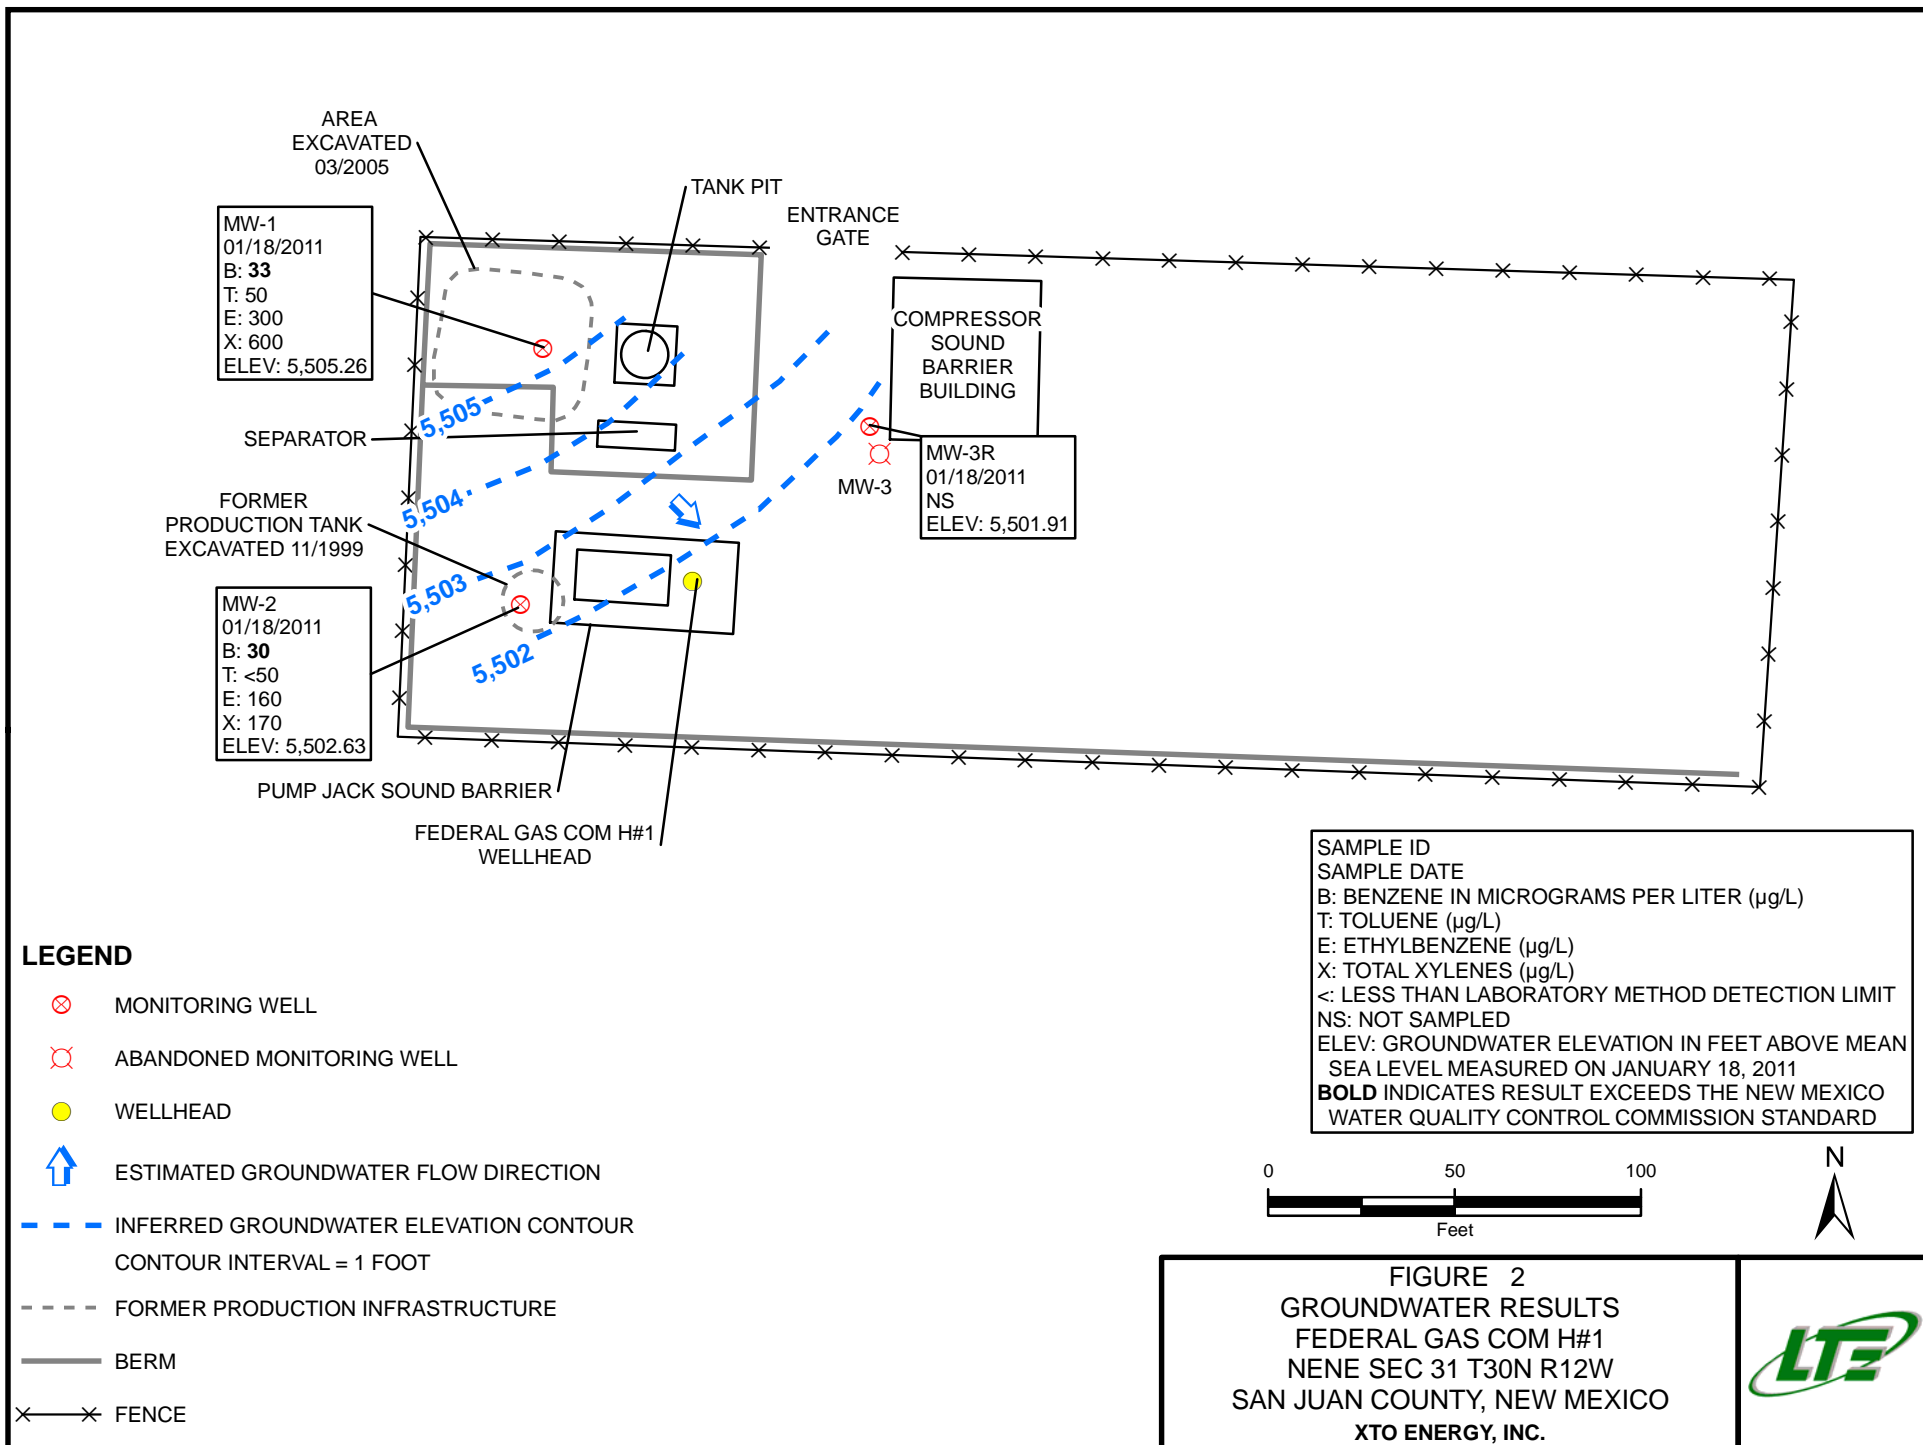 AREA
EXCAVATED
03/2005
TANK PIT
ENTRANCE
GATE
MW-1
01/18/2011
B: 33
T: 50
E: 300
X: 600
ELEV: 5,505.26
COMPRESSOR
SOUND
BARRIER
BUILDING
5,505
SEPARATOR
MW-3R
01/18/2011
NS
ELEV: 5,501.91
MW-3
5,504
FORMER
PRODUCTION TANK
EXCAVATED 11/1999
5,503
MW-2
01/18/2011
B: 30
T: <50
E: 160
X: 170
ELEV: 5,502.63
5,502
PUMP JACK SOUND BARRIER
FEDERAL GAS COM H#1
WELLHEAD
SAMPLE ID
SAMPLE DATE
B: BENZENE IN MICROGRAMS PER LITER (µg/L)
T: TOLUENE (µg/L)
E: ETHYLBENZENE (µg/L)
X: TOTAL XYLENES (µg/L)
<: LESS THAN LABORATORY METHOD DETECTION LIMIT
NS: NOT SAMPLED
ELEV: GROUNDWATER ELEVATION IN FEET ABOVE MEAN
SEA LEVEL MEASURED ON JANUARY 18, 2011
BOLD INDICATES RESULT EXCEEDS THE NEW MEXICO
WATER QUALITY CONTROL COMMISSION STANDARD
LEGEND
MONITORING WELL
ABANDONED MONITORING WELL
WELLHEAD
ESTIMATED GROUNDWATER FLOW DIRECTION
INFERRED GROUNDWATER ELEVATION CONTOUR
CONTOUR INTERVAL = 1 FOOT
FORMER PRODUCTION INFRASTRUCTURE
BERM
FENCE
0 50 100
Feet
N
FIGURE 2
GROUNDWATER RESULTS
FEDERAL GAS COM H#1
NENE SEC 31 T30N R12W
SAN JUAN COUNTY, NEW MEXICO
XTO ENERGY, INC.
LTE